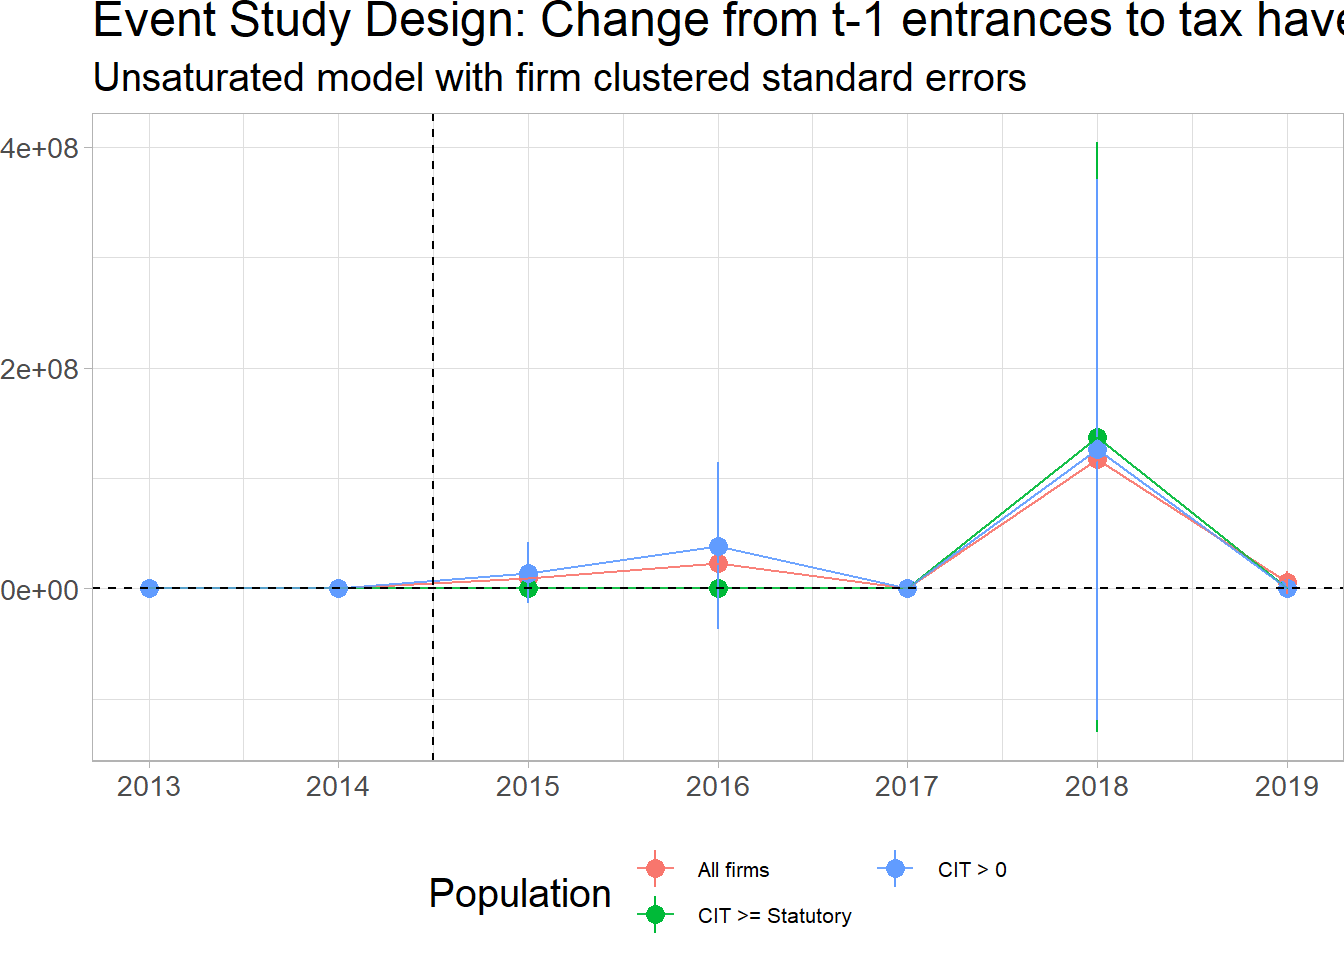 Event Study Design: Change from t-1 entrances to tax have
Unsaturated model with firm clustered standard errors
4e+08
2e+08
0e+00
2013 2014 2015 2016 2017 2018 2019
Population
All firms
CIT >= Statutory
CIT > 0